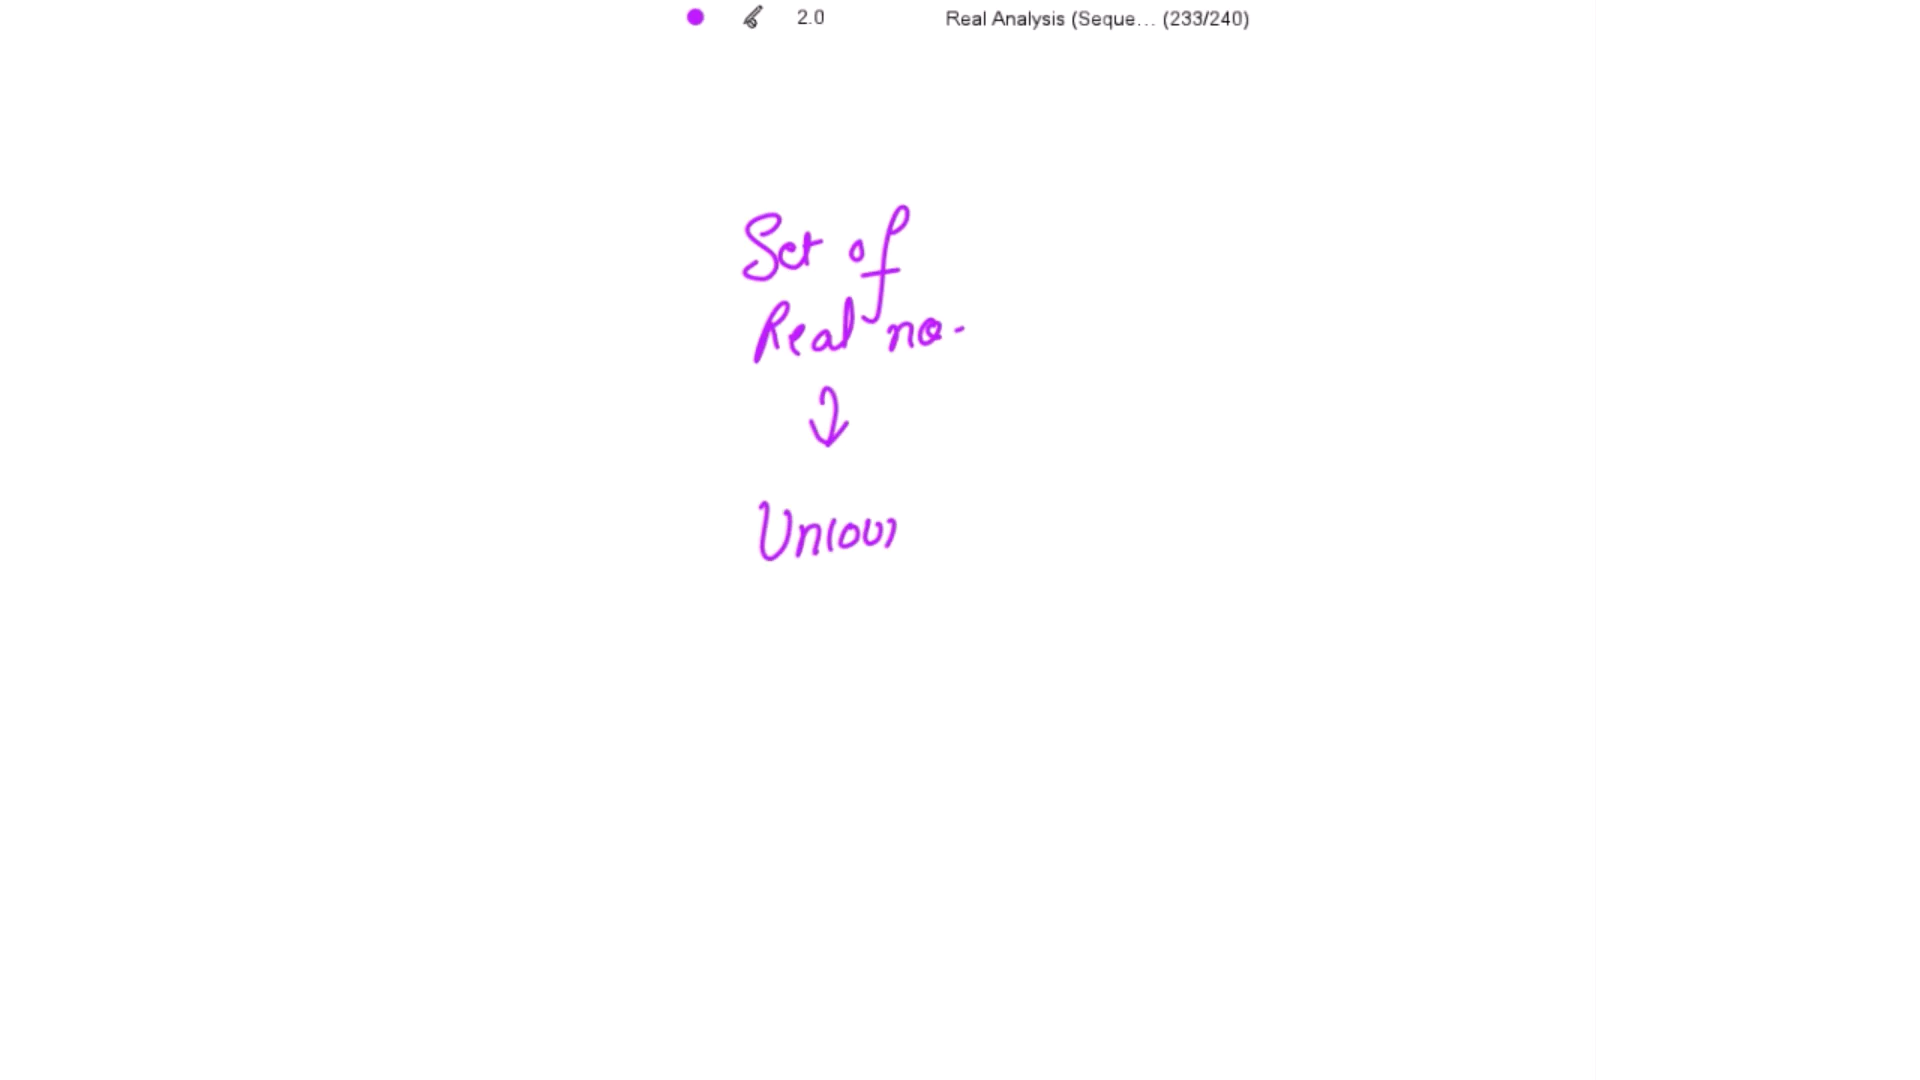 2.0 Real Analysis (Seque... (233/240)
Set of
Real no.
↓
Uncoun